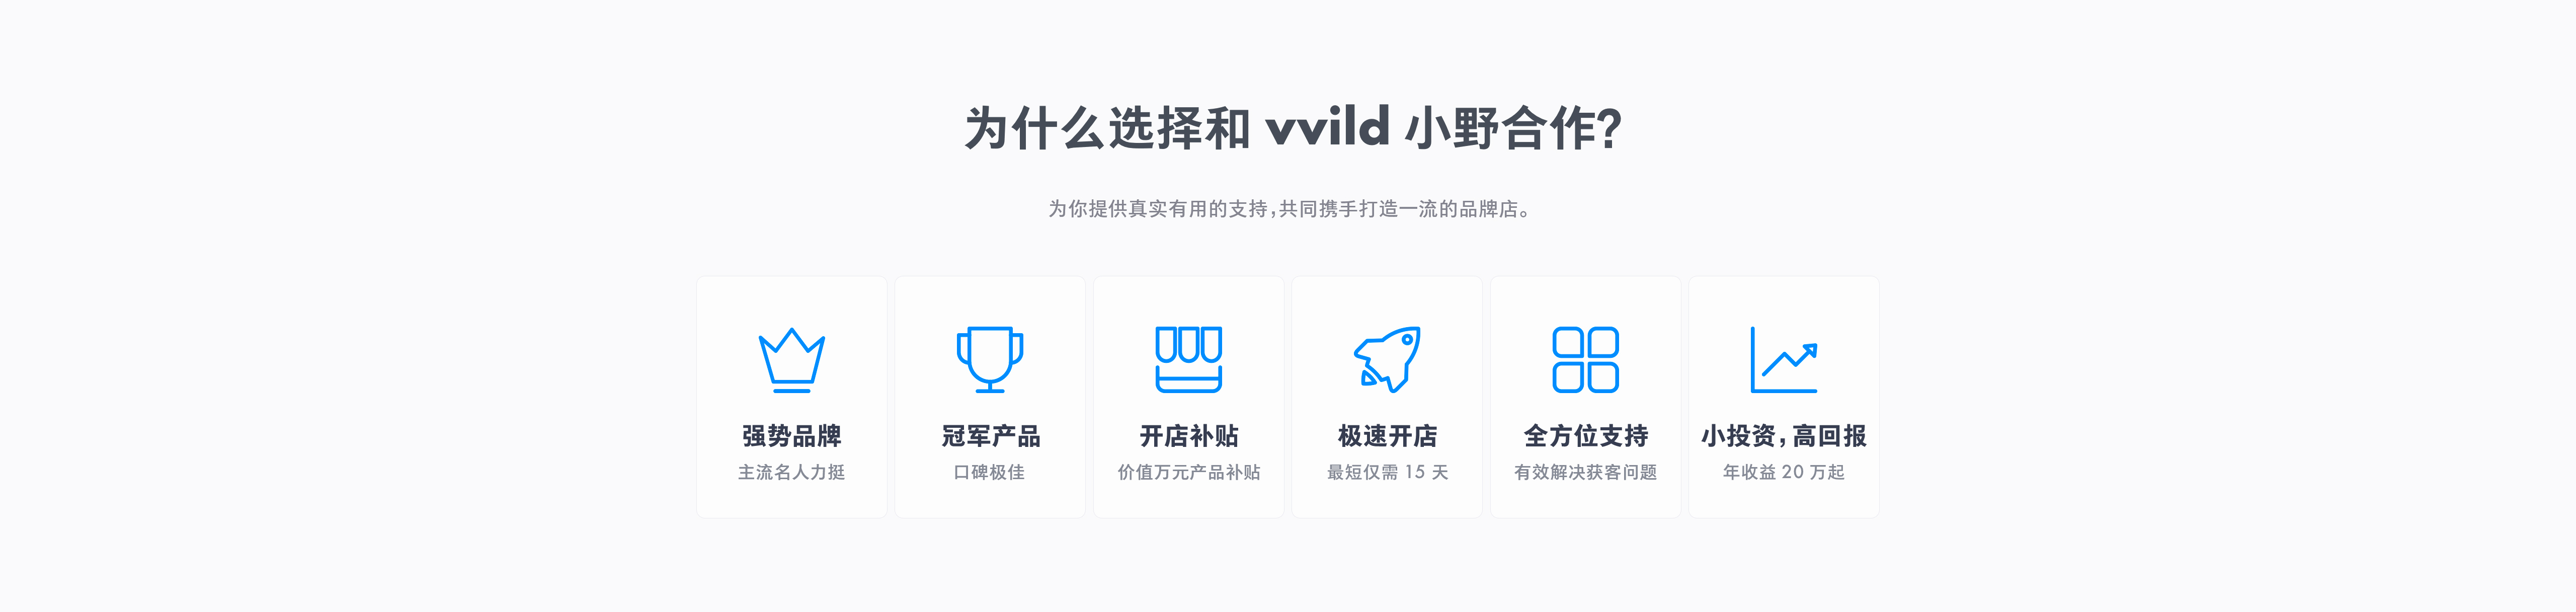 为什么选择和 vvild 小野合作?
为你提供真实有用的支持,共同携手打造一流的品牌店。
强势品牌
主流名人力挺
冠军产品
口碑极佳
开店补贴
价值万元产品补贴
极速开店
最短仅需 15 天
全方位支持
有效解决获客问题
小投资,高回报
年收益 20 万起